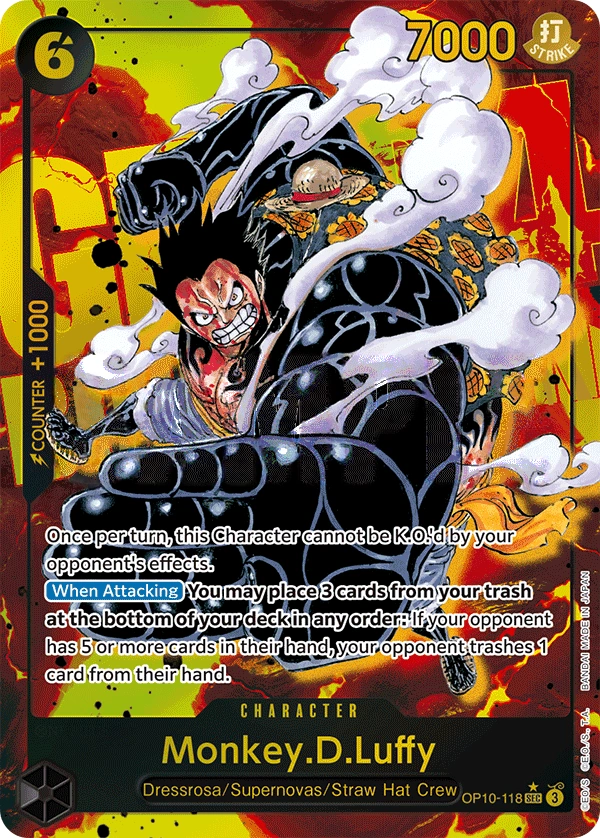 6
7000
打
STRIKE
COUNTER +1000
Once per turn, this Character cannot be K.O.'d by your
opponent's effects.
When Attacking You may place 3 cards from your trash
at the bottom of your deck in any order: If your opponent
has 5 or more cards in their hand, your opponent trashes 1
card from their hand.
BANDAI MADE IN JAPAN
CHARACTER
Monkey.D.Luffy
Dressrosa/Supernovas/Straw Hat Crew
OP10-118 SEC 3